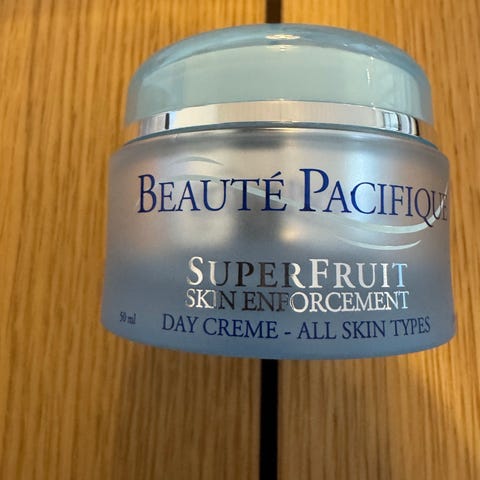 BEAUTÉ PACIFIQUE
SUPERFRUIT
SKIN ENFORCEMENT
50 ml
DAY CREME - ALL SKIN TYPES